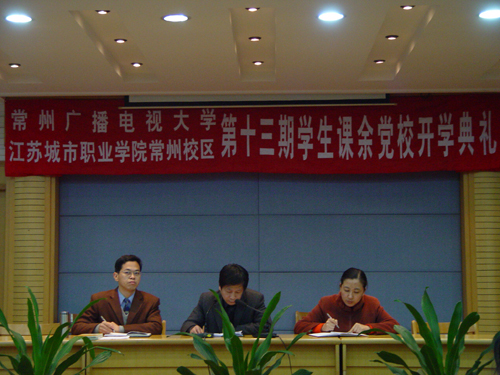 常州广播电视大学
江苏城市职业学院常州校区
第十三期学生课余党校开学典礼